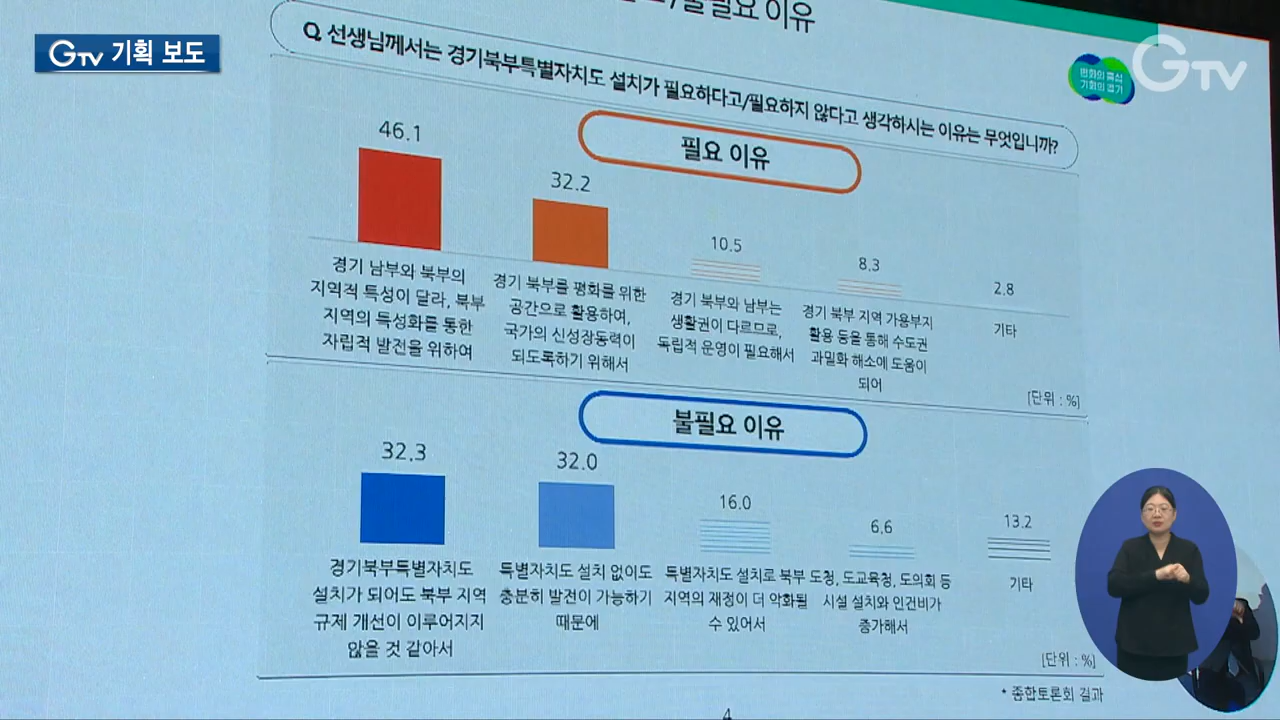 GTV 기획 보도
불필요 이유
Q. 선생님께서는 경기북부특별자치도 설치가 필요하다고/필요하지 않다고 생각하시는 이유는 무엇입니까?
변화의 중심
기회의 경기
GTV
필요 이유
46.1
32.2
10.5
8.3
2.8
경기 남부와 북부의
지역적 특성이 달라, 북부
지역의 특성화를 통한
자립적 발전을 위하여
경기 북부를 평화를 위한
공간으로 활용하여,
국가의 신성장동력이
되도록하기 위해서
경기 북부와 남부는
생활권이 다르므로,
독립적 운영이 필요해서
경기 북부 지역 가용부지
활용 등을 통해 수도권
과밀화 해소에 도움이
되어
기타
[단위 : %]
불필요 이유
32.3
32.0
16.0
6.6
13.2
경기북부특별자치도
설치가 되어도 북부 지역
규제 개선이 이루어지지
않을 것 같아서
특별자치도 설치 없이도
충분히 발전이 가능하기
때문에
특별자치도 설치로 북부
지역의 재정이 더 악화될
수 있어서
도청, 도교육청, 도의회 등
시설 설치와 인건비가
증가해서
기타
[단위 : %]
* 종합토론회 결과
4